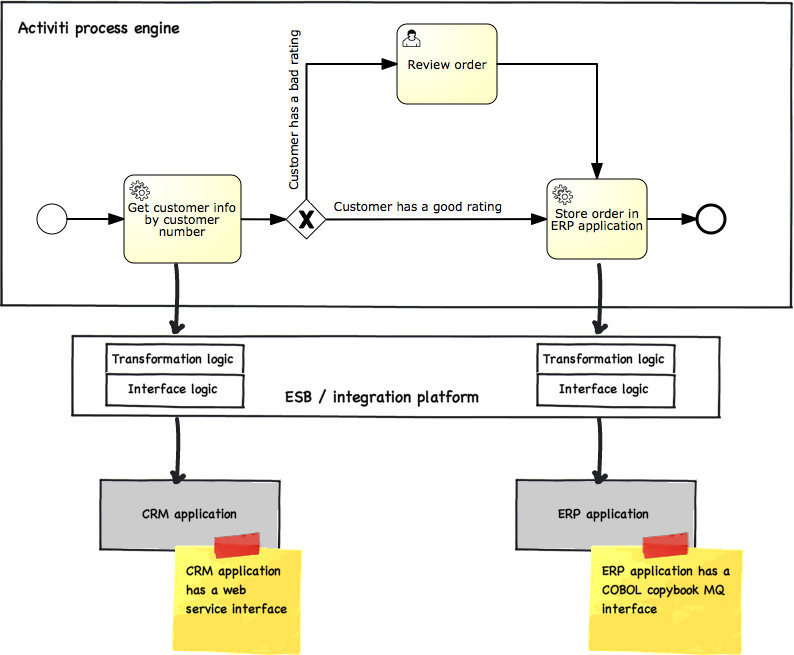 Activiti process engine
Customer has a bad rating
Review order
Get customer info
by customer
number
X
Customer has a good rating
Store order in
ERP application
Transformation logic
Interface logic
ESB / integration platform
Transformation logic
Interface logic
CRM application
ERP application
CRM application
has a web
service interface
ERP application has a
COBOL copybook MQ
interface